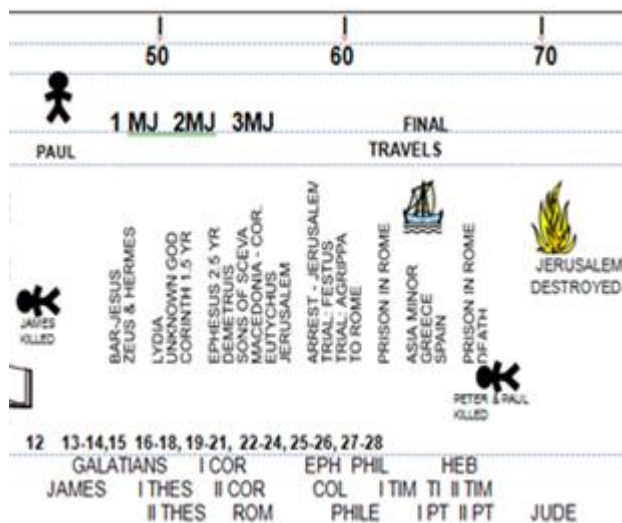 50 60 70
1 MJ 2MJ 3MJ FINAL
PAUL TRAVELS
BAR-JESUS
ZEUS & HERMES
LYDIA
UNKNOWN GOD
CORINTH 1.5 YR
EPHESUS 2.5 YR
DEMETRUIS
SONS OF SCEVA
MACEDONIA - COR.
EUTYCHUS
JERUSALEM
ARREST - JERUSALEM
TRIAL: FESTUS
TRIAL: AGRIPPA
TO ROME
PRISON IN ROME
ASIA MINOR
GREECE
SPAIN
PRISON IN ROME
DEATH
JERUSALEM
DESTROYED
JAMES
KILLED
PETER & PAUL
KILLED
12 13-14,15 16-18, 19-21, 22-24, 25-26, 27-28
GALATIANS I COR EPH PHIL HEB
JAMES I THES II COR COL I TIM TI II TIM
II THES ROM PHILE I PT II PT JUDE